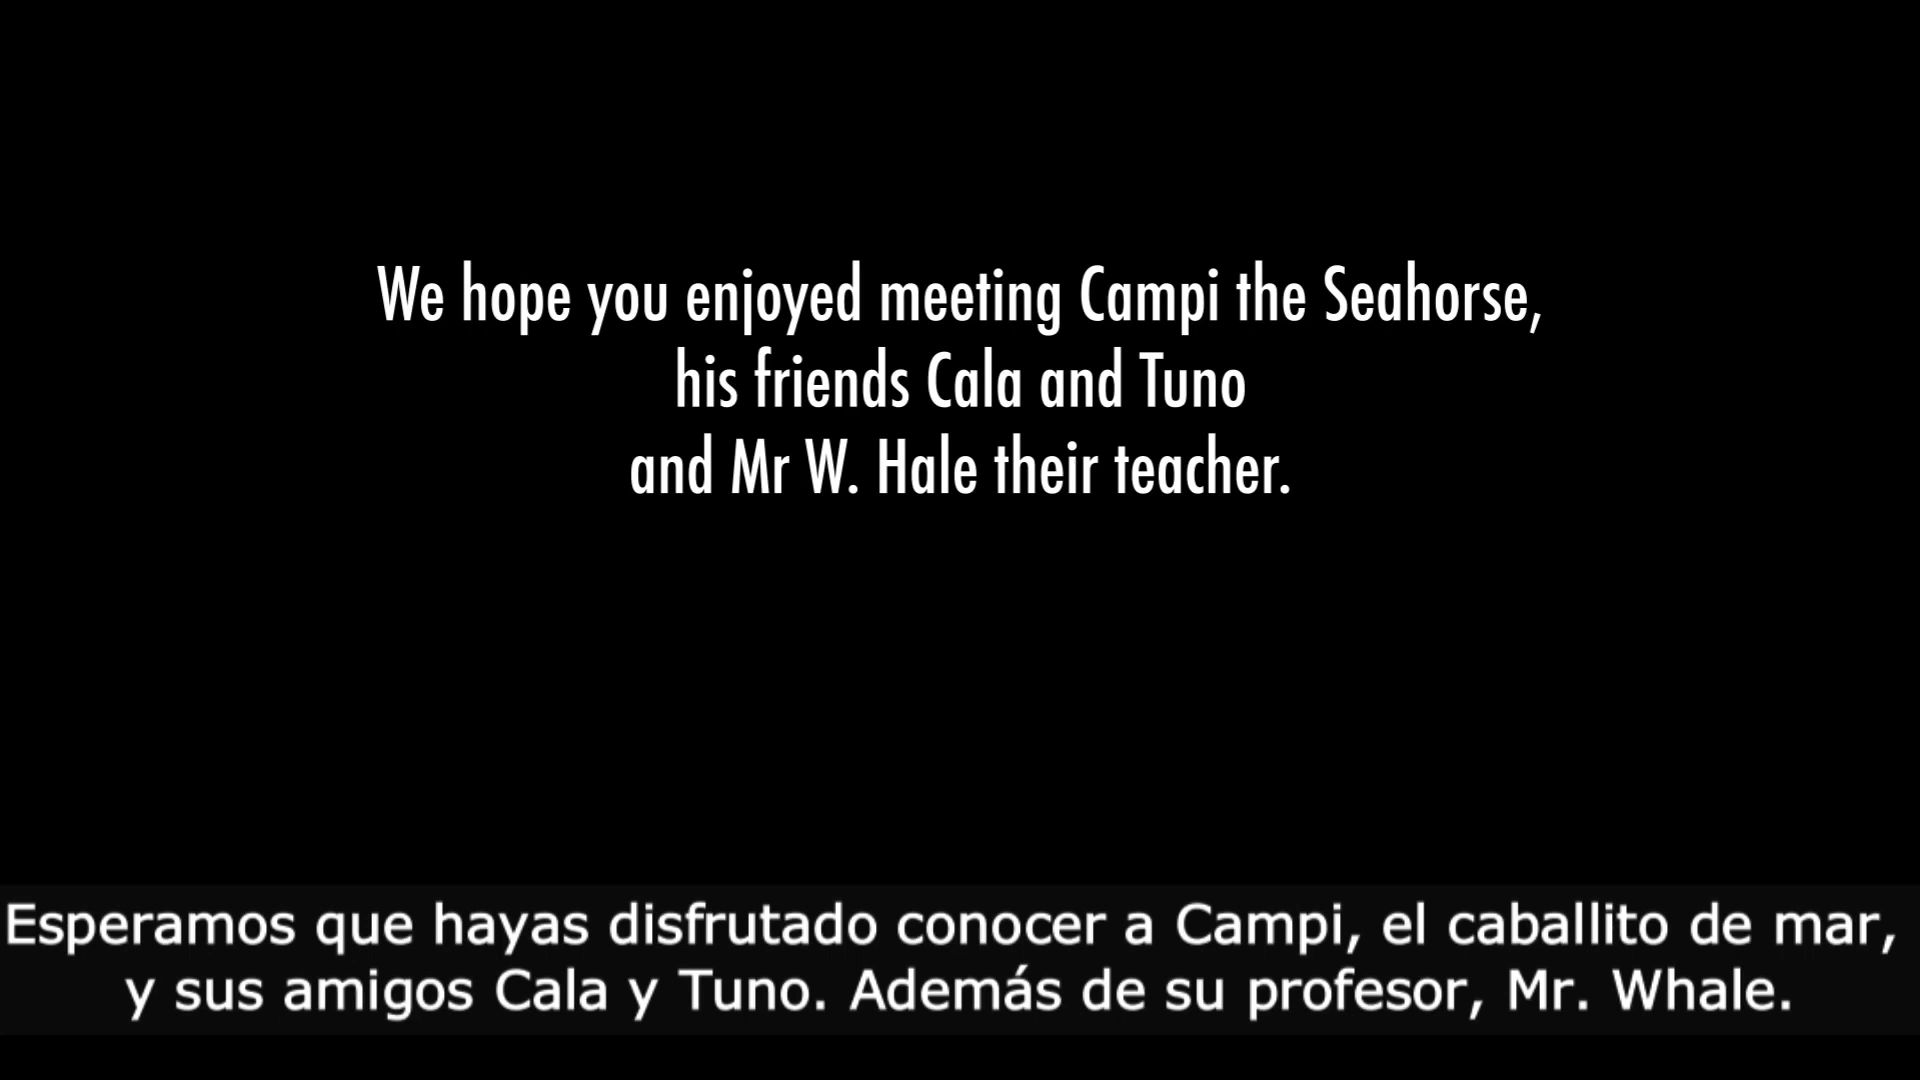 We hope you enjoyed meeting Campi the Seahorse,
his friends Cala and Tuno
and Mr W. Hale their teacher.
Esperamos que hayas disfrutado conocer a Campi, el caballito de mar,
y sus amigos Cala y Tuno. Además de su profesor, Mr. Whale.